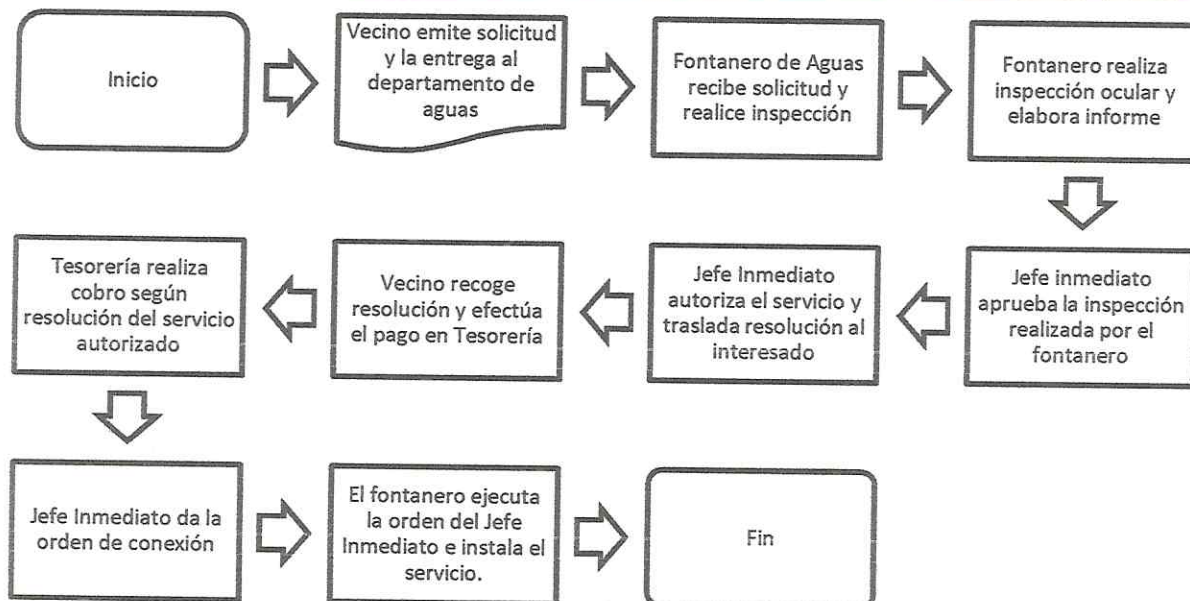 Inicio
Vecino emite solicitud
y la entrega al
departamento de
aguas
Fontanero de Aguas
recibe solicitud y
realice inspección
Fontanero realiza
inspección ocular y
elabora informe
Jefe inmediato
aprueba la inspección
realizada por el
fontanero
Jefe Inmediato
autoriza el servicio y
traslada resolución al
interesado
Vecino recoge
resolución y efectúa
el pago en Tesorería
Tesorería realiza
cobro según
resolución del servicio
autorizado
Jefe Inmediato da la
orden de conexión
El fontanero ejecuta
la orden del Jefe
Inmediato e instala el
servicio.
Fin